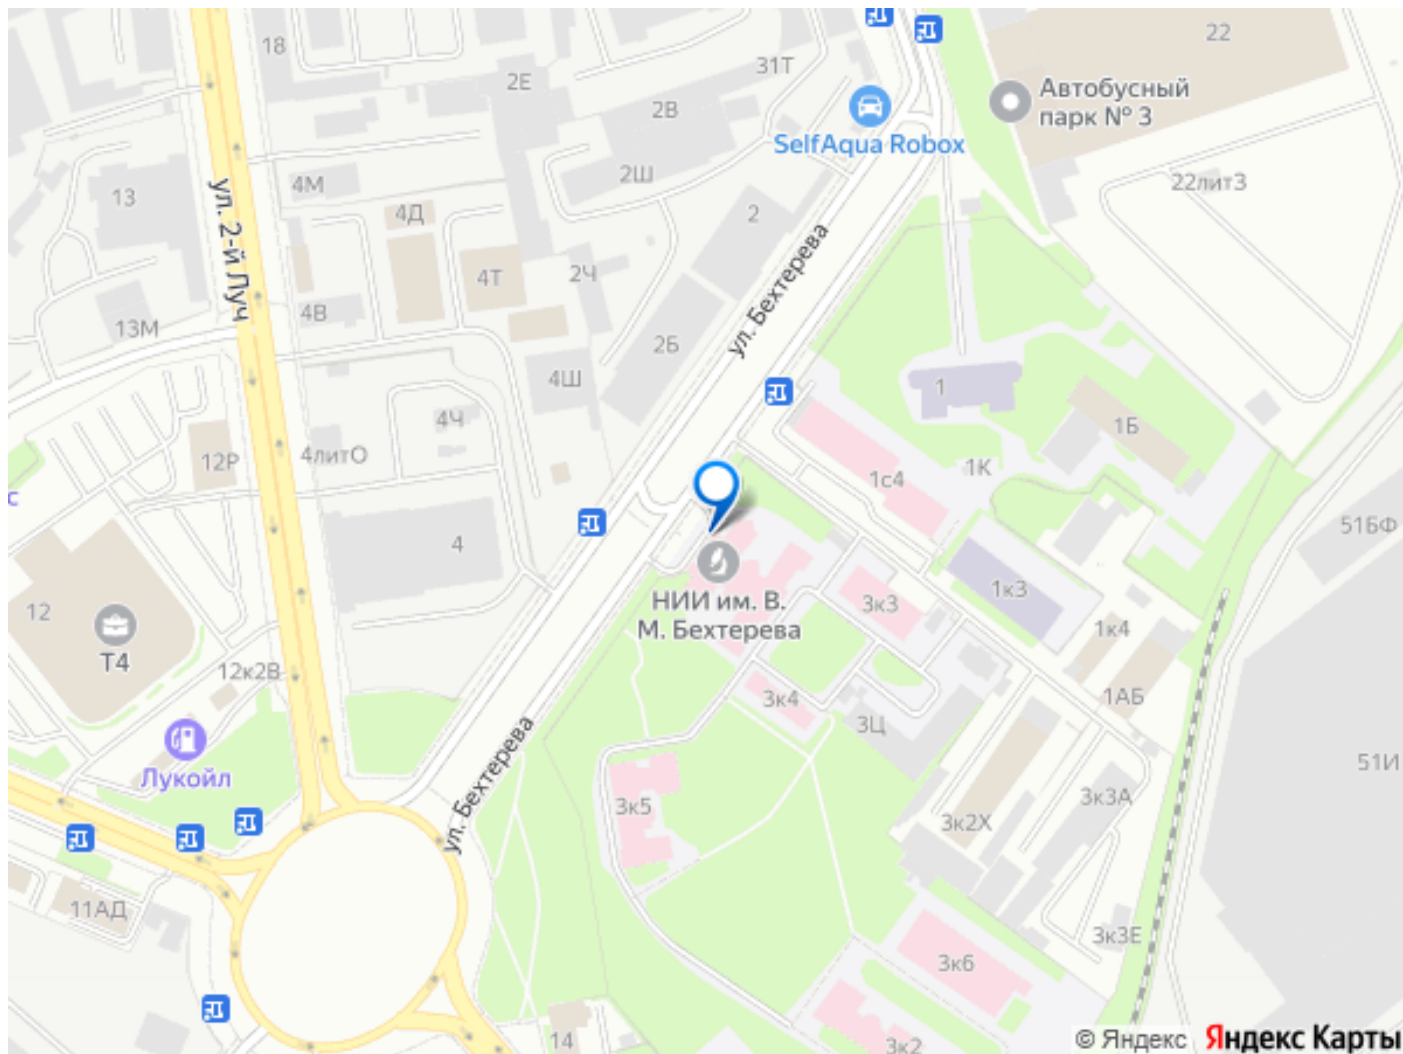 18
2Е
31Т
22
2В
Автобусный
парк № 3
SelfAqua Robox
13
4М
2Ш
22литЗ
ул. 2-й Луч
4Д
2
4Т
2Ч
ул. Бехтерева
13М
4В
2Б
4Ш
1
4Ч
1Б
12Р
4литО
1с4
1К
с
4
51БФ
12
НИИ им. В.
М. Бехтерева
3к3
1к3
1к4
Т4
12к2В
3к4
1АБ
3Ц
Лукойл
ул. Бехтерева
51И
3к5
3к2Х
3к3А
11АД
3к3Е
3к6
14
3к2
© Яндекс
Яндекс Карты